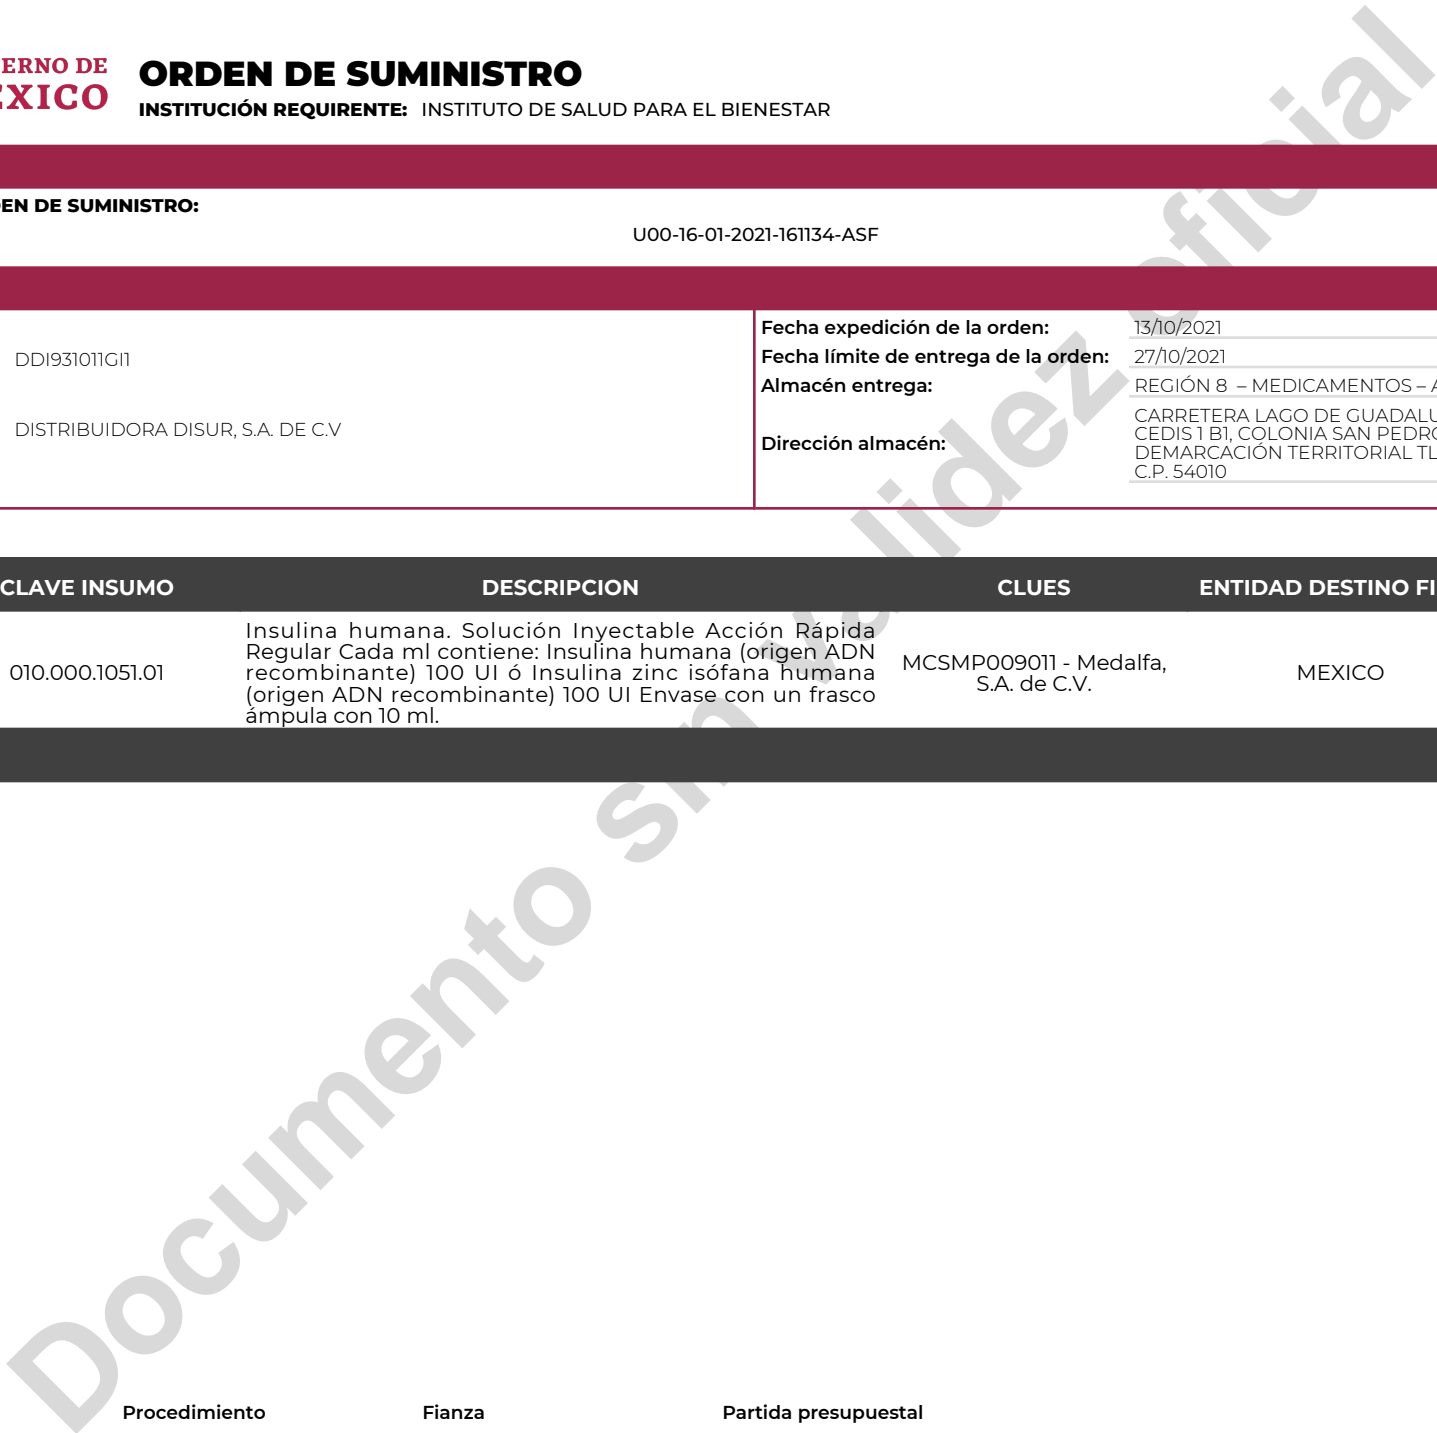 ERNO DE
EXICO
ORDEN DE SUMINISTRO
INSTITUCIÓN REQUIRENTE: INSTITUTO DE SALUD PARA EL BIENESTAR
EN DE SUMINISTRO:
U00-16-01-2021-161134-ASF
DDI931011GI1
DISTRIBUIDORA DISUR, S.A. DE C.V
Fecha expedición de la orden: 13/10/2021
Fecha límite de entrega de la orden: 27/10/2021
Almacén entrega: REGIÓN 8 – MEDICAMENTOS – A
Dirección almacén:
CARRETERA LAGO DE GUADALU
CEDIS 1 B1, COLONIA SAN PEDRO
DEMARCACIÓN TERRITORIAL TL
C.P. 54010
CLAVE INSUMO DESCRIPCION CLUES ENTIDAD DESTINO FI
010.000.1051.01
Insulina humana. Solución Inyectable Acción Rápida
Regular Cada ml contiene: Insulina humana (origen ADN
recombinante) 100 UI ó Insulina zinc isófana humana
(origen ADN recombinante) 100 UI Envase con un frasco
ámpula con 10 ml.
MCSMP009011 - Medalfa,
S.A. de C.V.
MEXICO
Documento sin validez oficial
Procedimiento Fianza Partida presupuestal